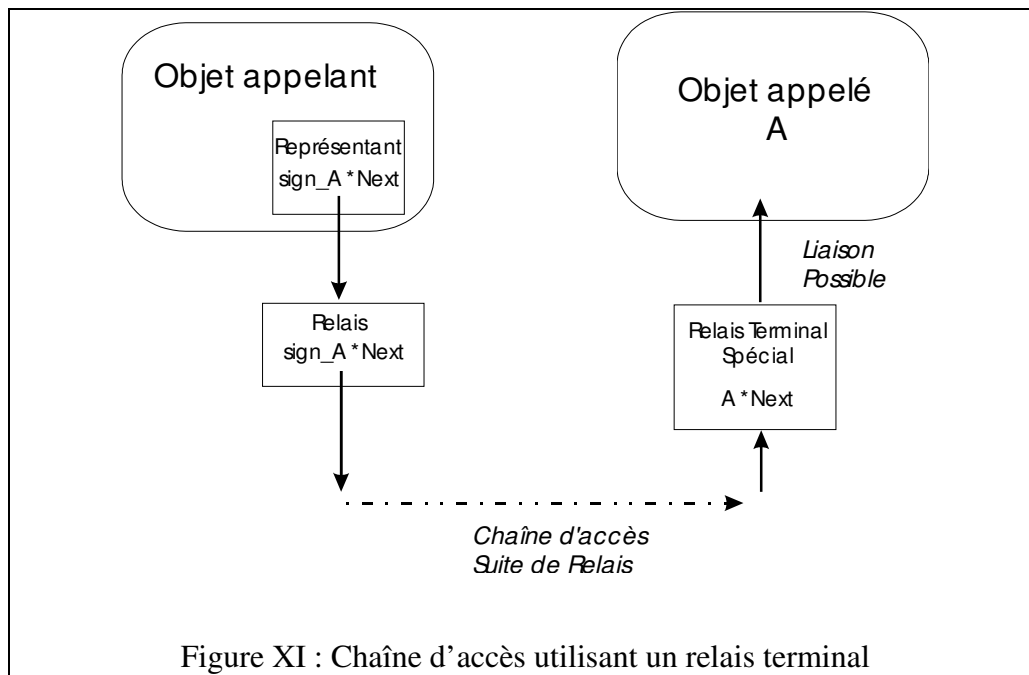 Objet appelant
Représentant
sign_A *Next
Relais
sign_A *Next
Chaîne d'accès
Suite de Relais
Objet appelé
A
Liaison
Possible
Relais Terminal
Spécial
A *Next
Figure XI : Chaîne d’accès utilisant un relais terminal